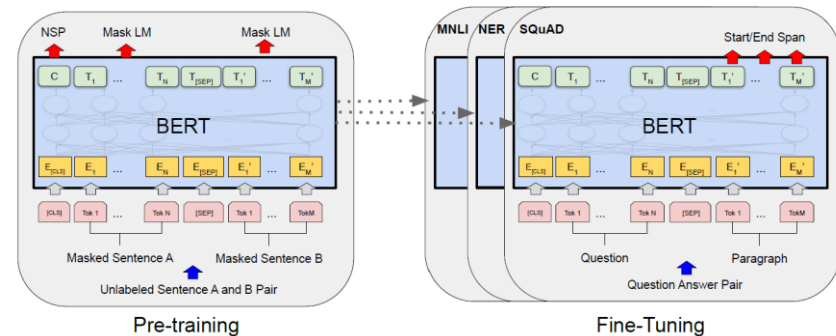 NSP Mask LM Mask LM
C T1 ... TN T[SEP] T1' ... TM'
BERT
E[CLS] E1 ... EN E[SEP] E1' ... EM'
[CLS] Tok 1 ... Tok N [SEP] Tok 1 ... TokM
Masked Sentence A Masked Sentence B
Unlabeled Sentence A and B Pair
Pre-training
MNLI NER SQuAD
Start/End Span
C T1 ... TN T[SEP] T1' ... TM'
BERT
E[CLS] E1 ... EN E[SEP] E1' ... EM'
[CLS] Tok 1 ... Tok N [SEP] Tok 1 ... TokM
Question Paragraph
Question Answer Pair
Fine-Tuning